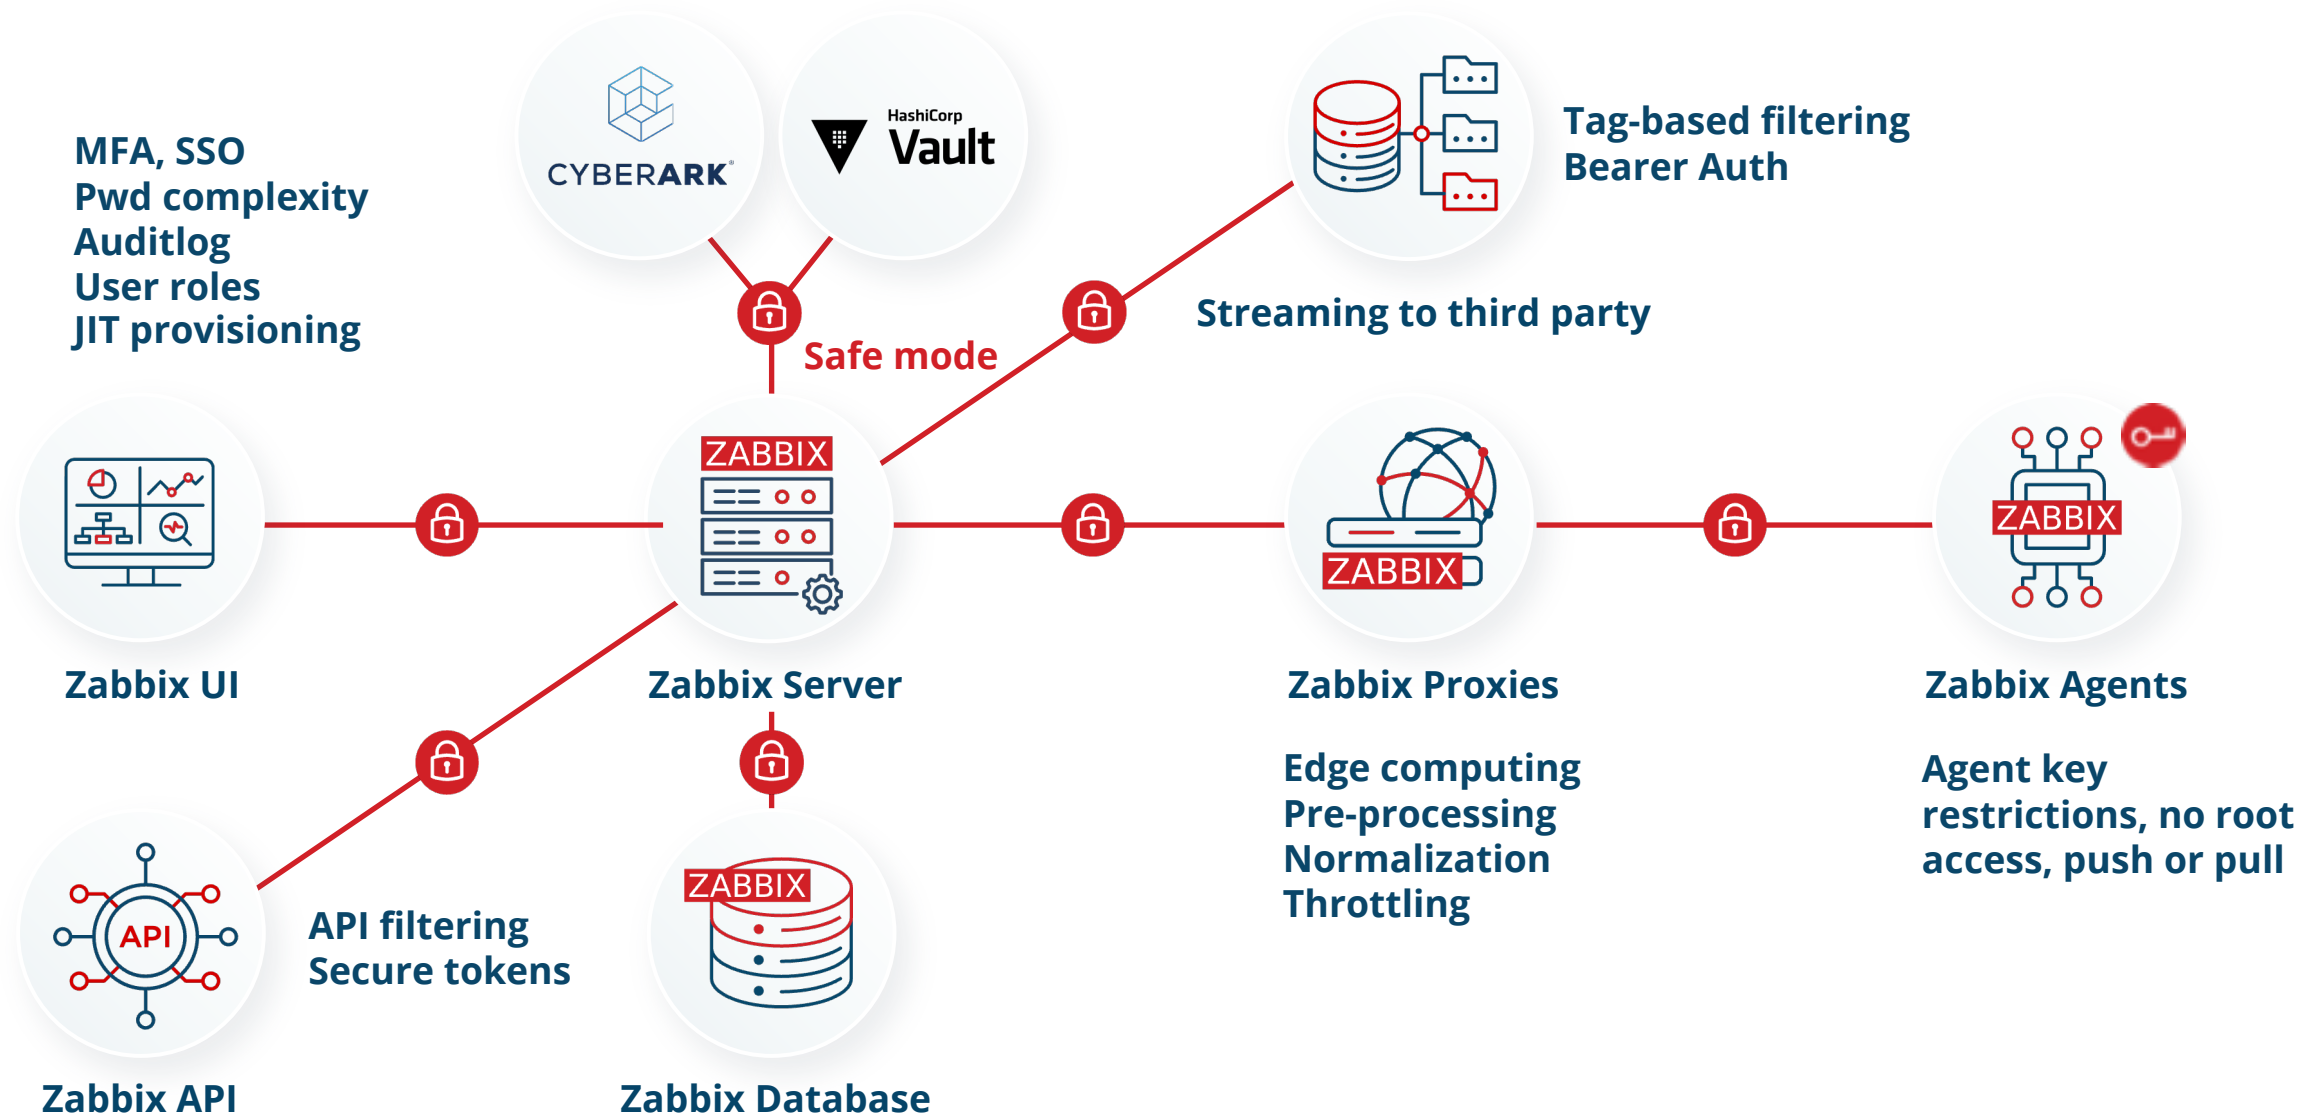 CYBERARK®
HashiCorp
Vault
MFA, SSO
Pwd complexity
Auditlog
User roles
JIT provisioning
Tag-based filtering
Bearer Auth
Streaming to third party
Safe mode
ZABBIX
ZABBIX
ZABBIX
Zabbix UI
Zabbix Server
Zabbix Proxies
Zabbix Agents
Edge computing
Pre-processing
Normalization
Throttling
Agent key
restrictions, no root
access, push or pull
API
API filtering
Secure tokens
ZABBIX
Zabbix API
Zabbix Database